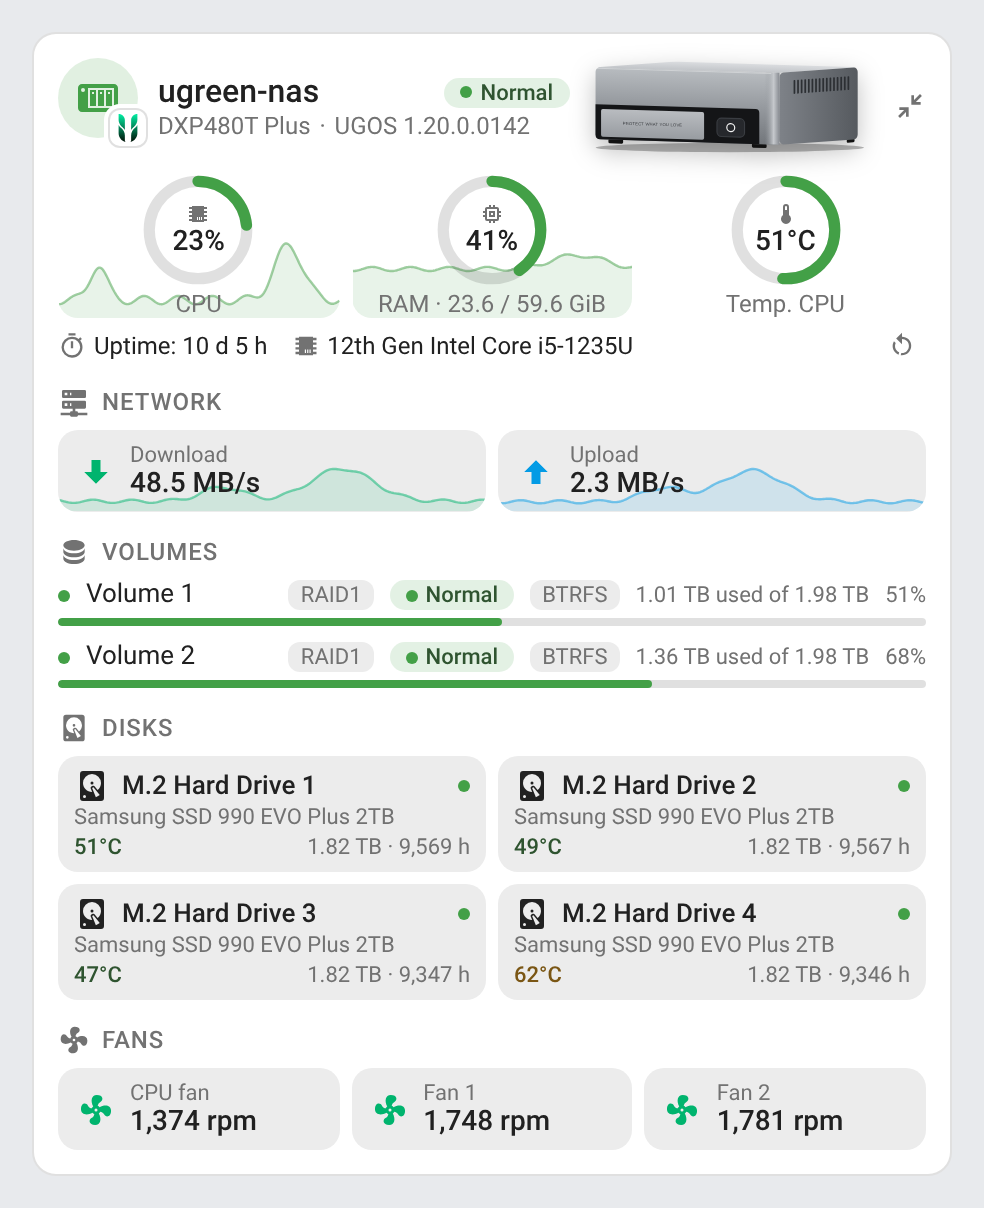 ugreen-nas
Normal
DXP480T Plus · UGOS 1.20.0.0142
PROTECT WHAT YOU LOVE
23%
41%
51°C
CPU
RAM · 23.6 / 59.6 GiB
Temp. CPU
Uptime: 10 d 5 h
12th Gen Intel Core i5-1235U
NETWORK
Download
48.5 MB/s
Upload
2.3 MB/s
VOLUMES
Volume 1 RAID1 Normal BTRFS 1.01 TB used of 1.98 TB 51%
Volume 2 RAID1 Normal BTRFS 1.36 TB used of 1.98 TB 68%
DISKS
M.2 Hard Drive 1
Samsung SSD 990 EVO Plus 2TB
51°C 1.82 TB · 9,569 h
M.2 Hard Drive 2
Samsung SSD 990 EVO Plus 2TB
49°C 1.82 TB · 9,567 h
M.2 Hard Drive 3
Samsung SSD 990 EVO Plus 2TB
47°C 1.82 TB · 9,347 h
M.2 Hard Drive 4
Samsung SSD 990 EVO Plus 2TB
62°C 1.82 TB · 9,346 h
FANS
CPU fan
1,374 rpm
Fan 1
1,748 rpm
Fan 2
1,781 rpm